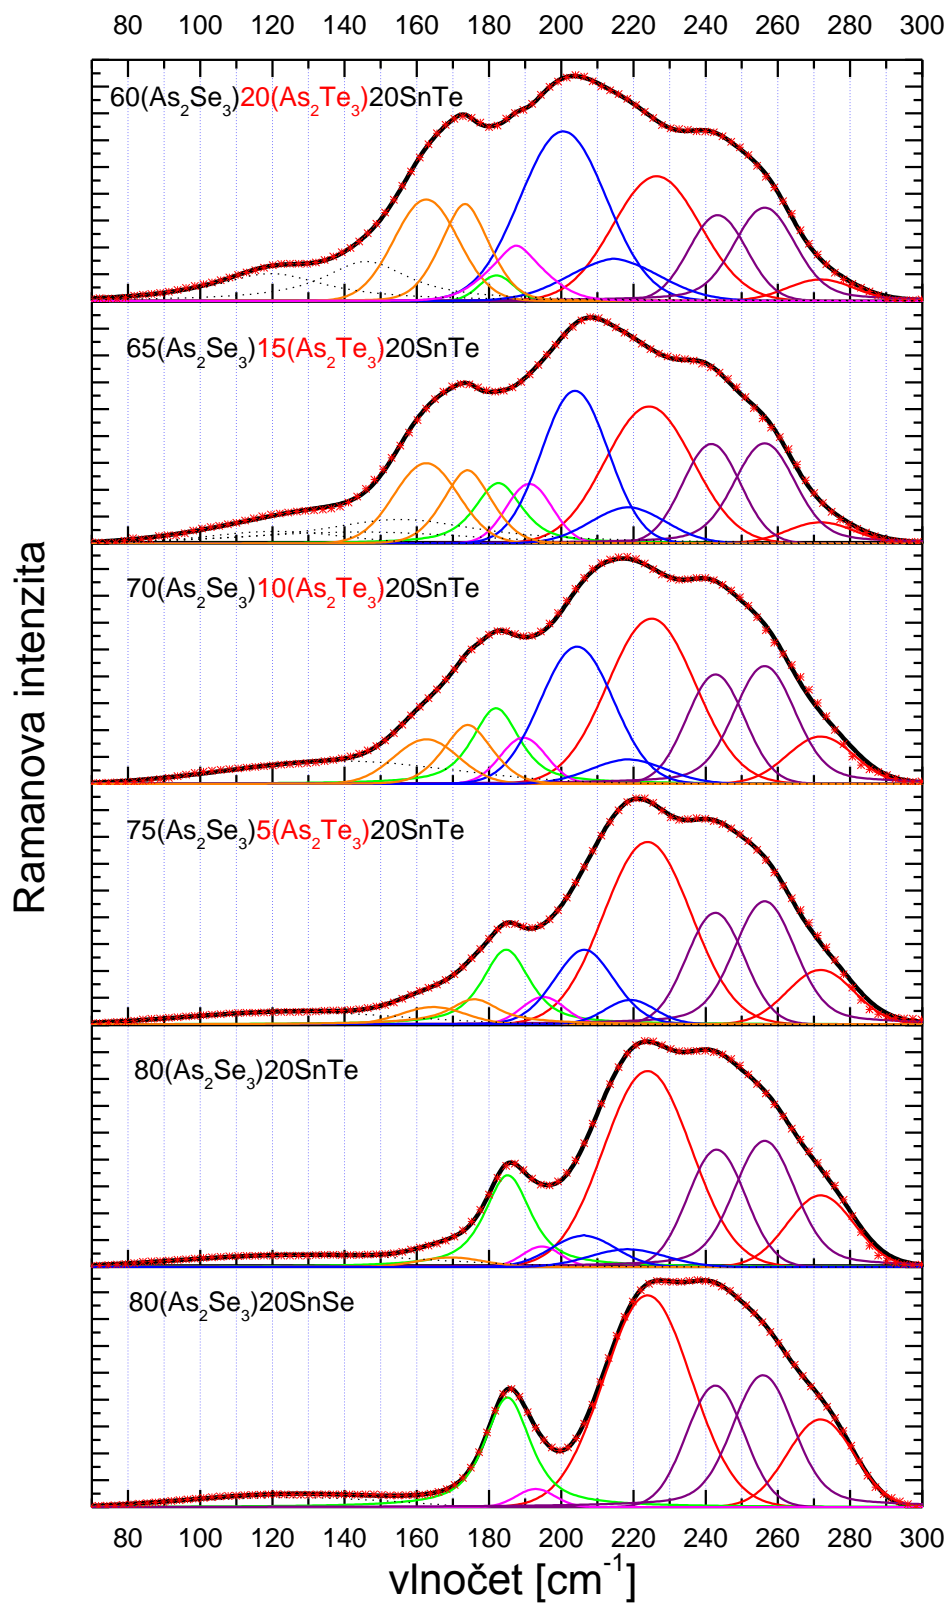 80 100 120 140 160 180 200 220 240 260 280 300
60(As₂Se₃)20(As₂Te₃)20SnTe
65(As₂Se₃)15(As₂Te₃)20SnTe
70(As₂Se₃)10(As₂Te₃)20SnTe
75(As₂Se₃)5(As₂Te₃)20SnTe
80(As₂Se₃)20SnTe
80(As₂Se₃)20SnSe
Ramanova intenzita
80 100 120 140 160 180 200 220 240 260 280 300
vlnočet [cm⁻¹]